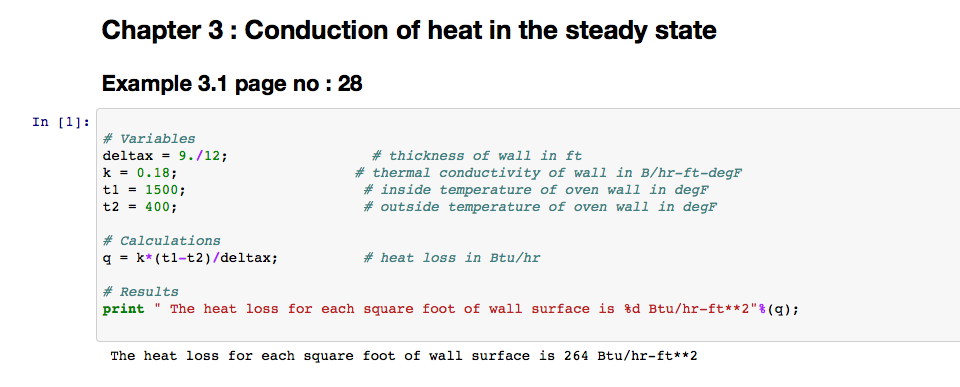 Chapter 3 : Conduction of heat in the steady state
Example 3.1 page no : 28
In [1]:
# Variables
deltax = 9./12; # thickness of wall in ft
k = 0.18; # thermal conductivity of wall in B/hr-ft-degF
t1 = 1500; # inside temperature of oven wall in degF
t2 = 400; # outside temperature of oven wall in degF
# Calculations
q = k*(t1-t2)/deltax; # heat loss in Btu/hr
# Results
print " The heat loss for each square foot of wall surface is %d Btu/hr-ft**2"%(q);
The heat loss for each square foot of wall surface is 264 Btu/hr-ft**2